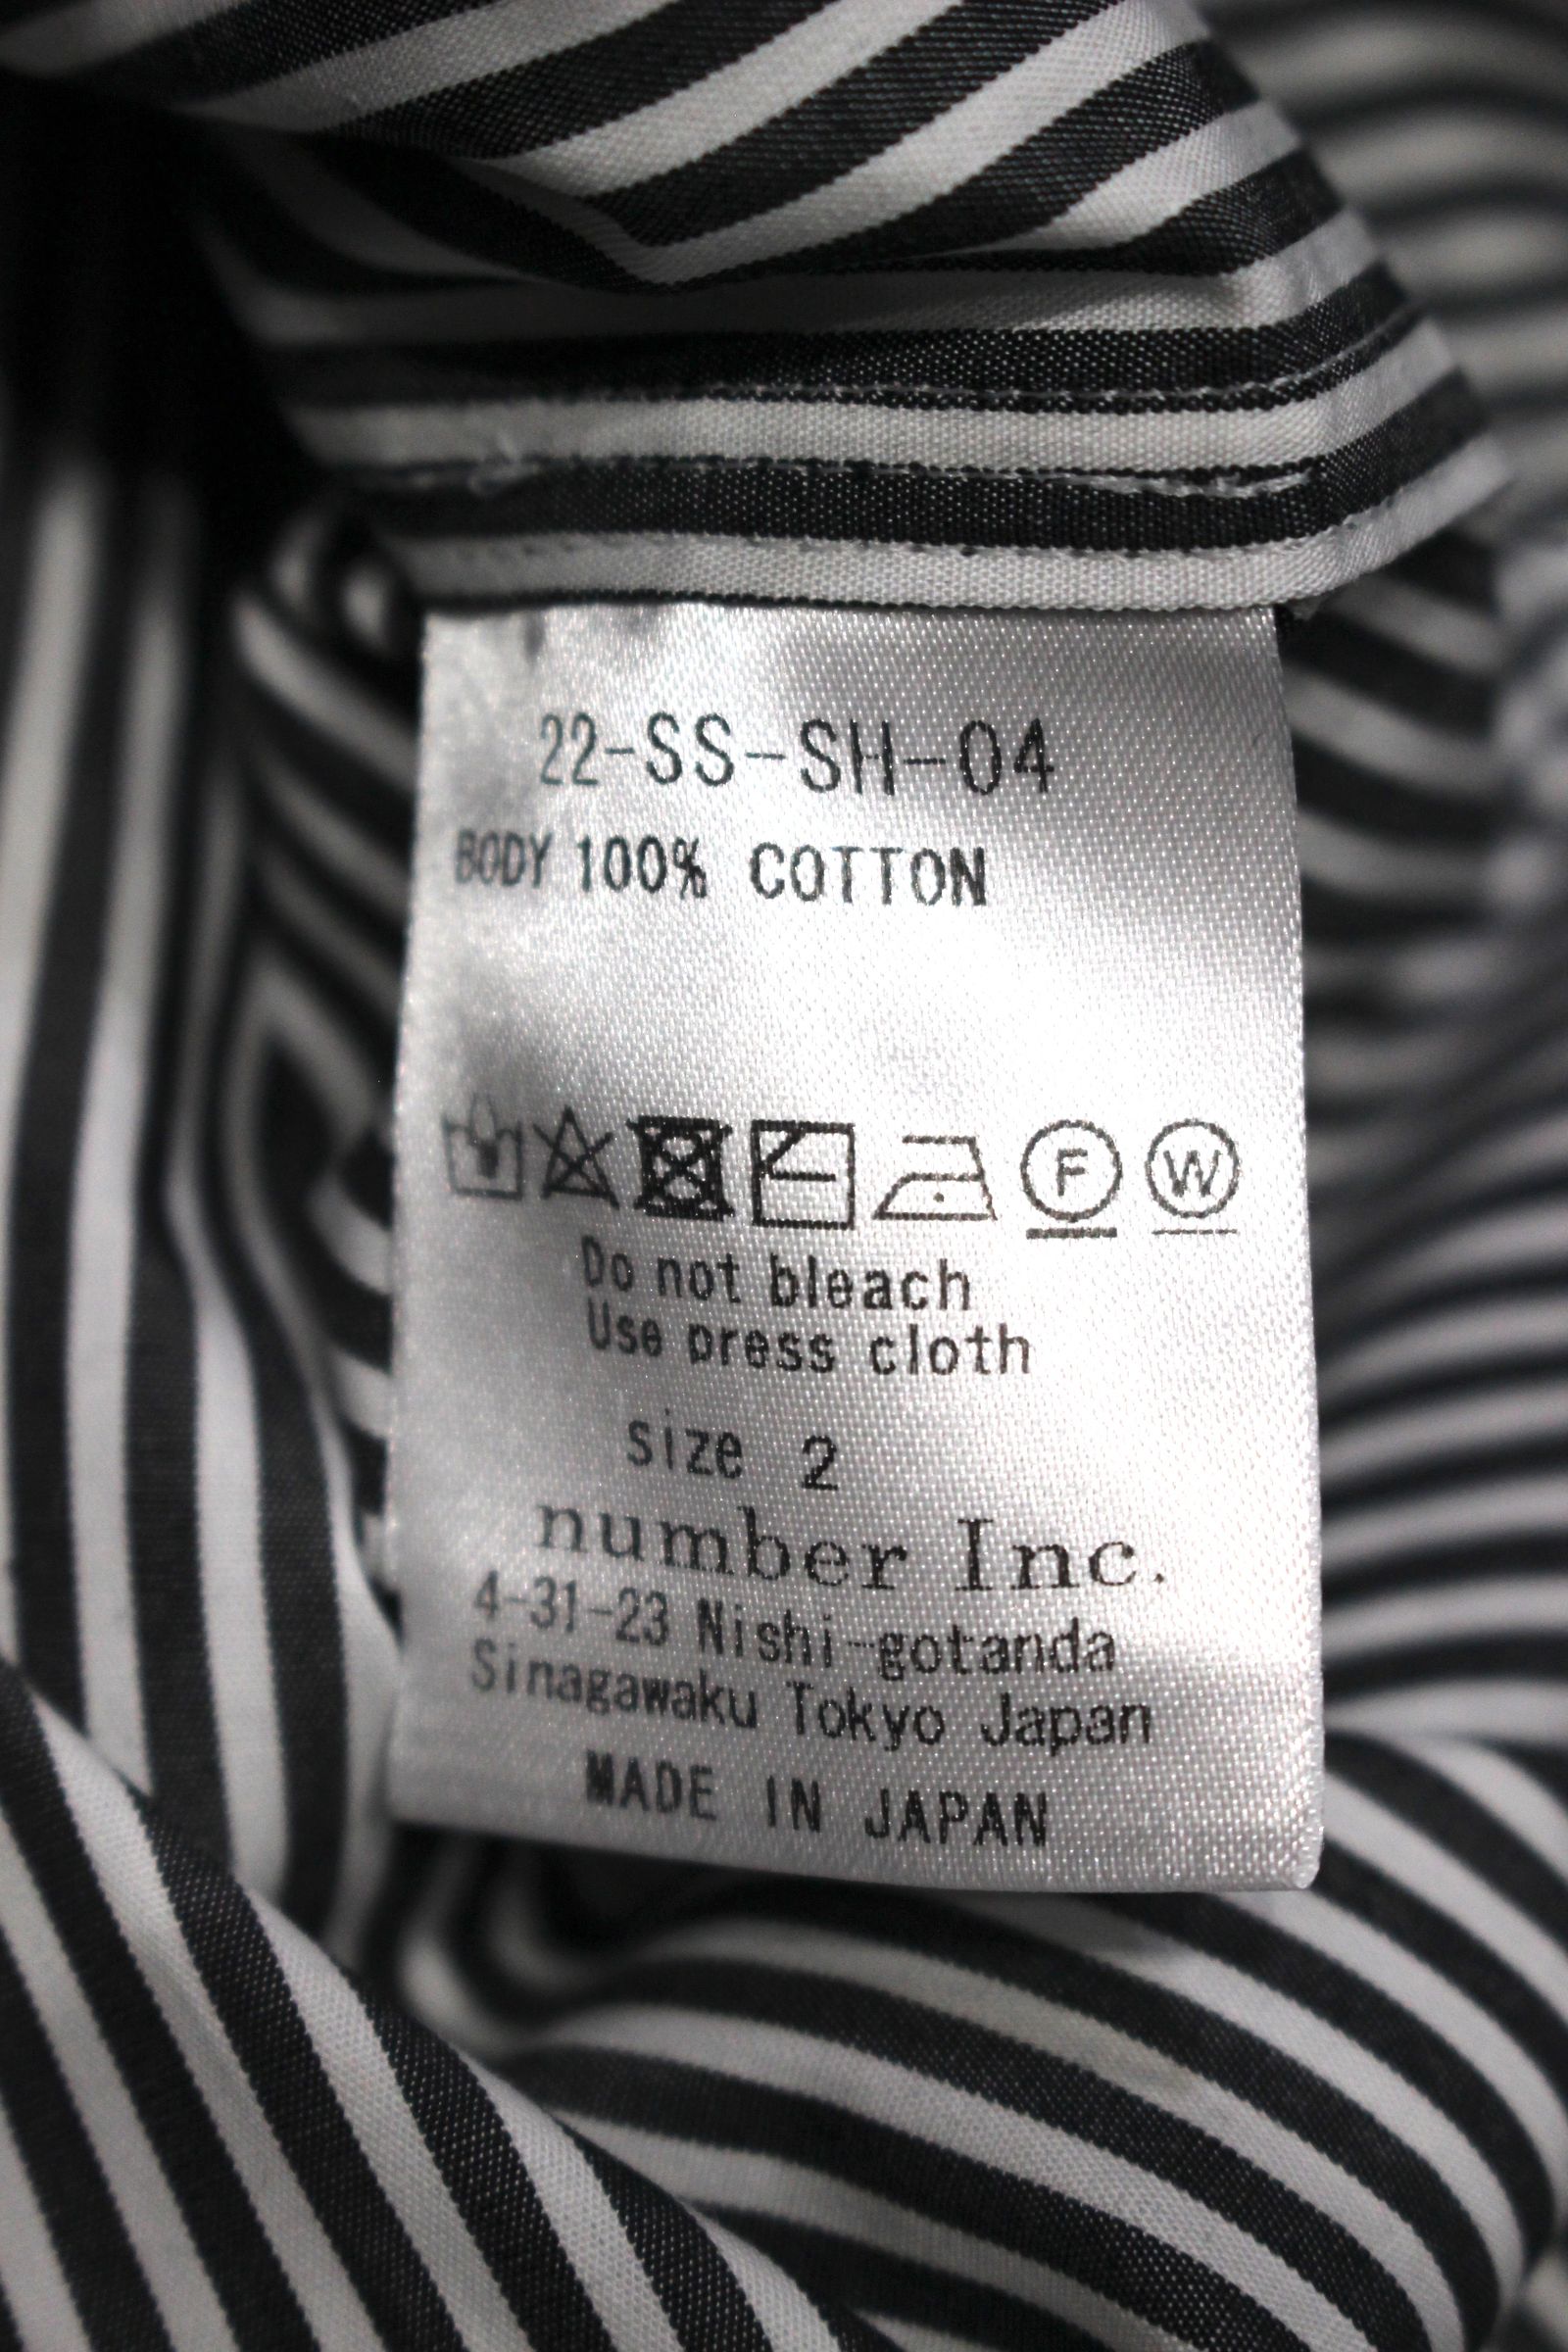 22-SS-SH-04
BODY 100% COTTON
F W
Do not bleach
Use press cloth
size 2
number Inc.
4-31-23 Nishi-gotanda
Sinagawaku Tokyo Japan
MADE IN JAPAN